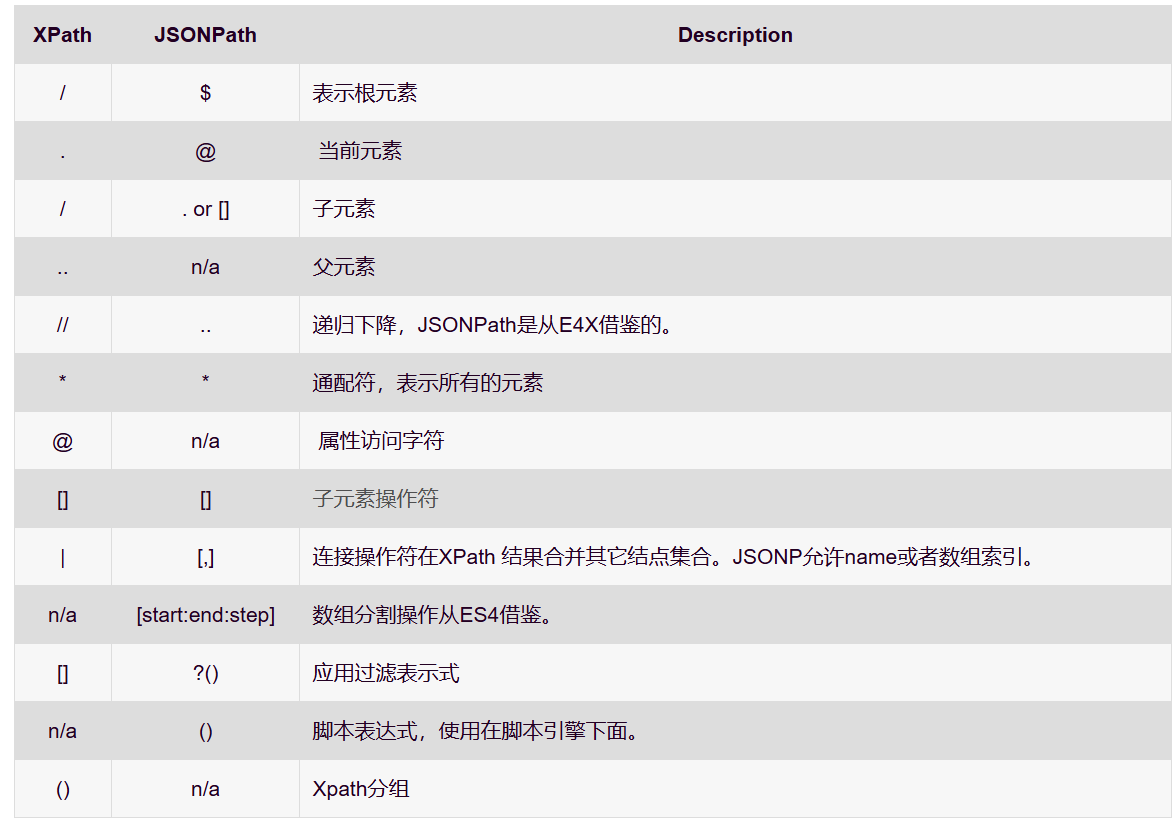 XPath JSONPath Description
/ $ 表示根元素
. @ 当前元素
/ . or [] 子元素
.. n/a 父元素
// .. 递归下降，JSONPath是从E4X借鉴的。
* * 通配符，表示所有的元素
@ n/a 属性访问字符
[] [] 子元素操作符
| [,] 连接操作符在XPath 结果合并其它结点集合。JSONP允许name或者数组索引。
n/a [start:end:step] 数组分割操作从ES4借鉴。
[] ?() 应用过滤表示式
n/a () 脚本表达式，使用在脚本引擎下面。
() n/a Xpath分组